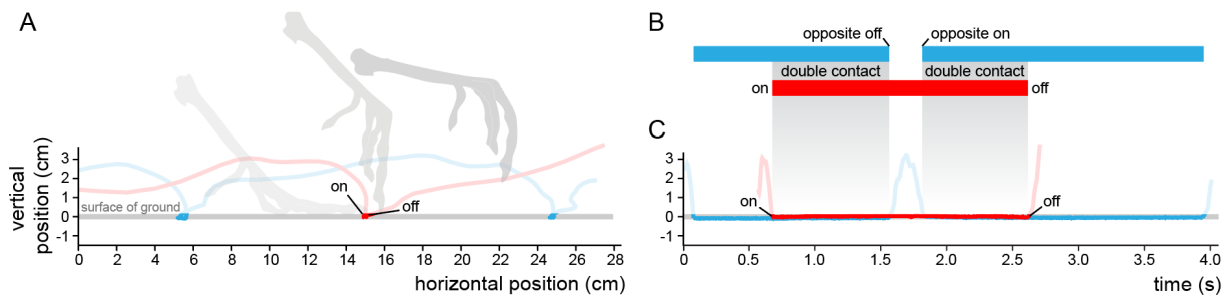 A
vertical
position (cm)
3
2
1
0
-1
surface of ground
on
off
0 2 4 6 8 10 12 14 16 18 20 22 24 26 28
horizontal position (cm)
B
opposite off
opposite on
double contact
double contact
on
off
C
3
2
1
0
-1
on
off
0 0.5 1.0 1.5 2.0 2.5 3.0 3.5 4.0
time (s)